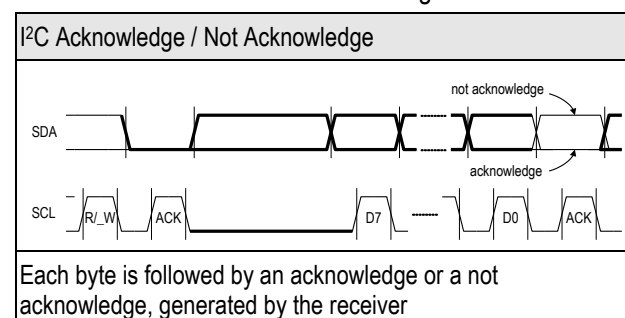 I²C Acknowledge / Not Acknowledge
not acknowledge
SDA
acknowledge
SCL R/_W ACK D7 D0 ACK
Each byte is followed by an acknowledge or a not
acknowledge, generated by the receiver